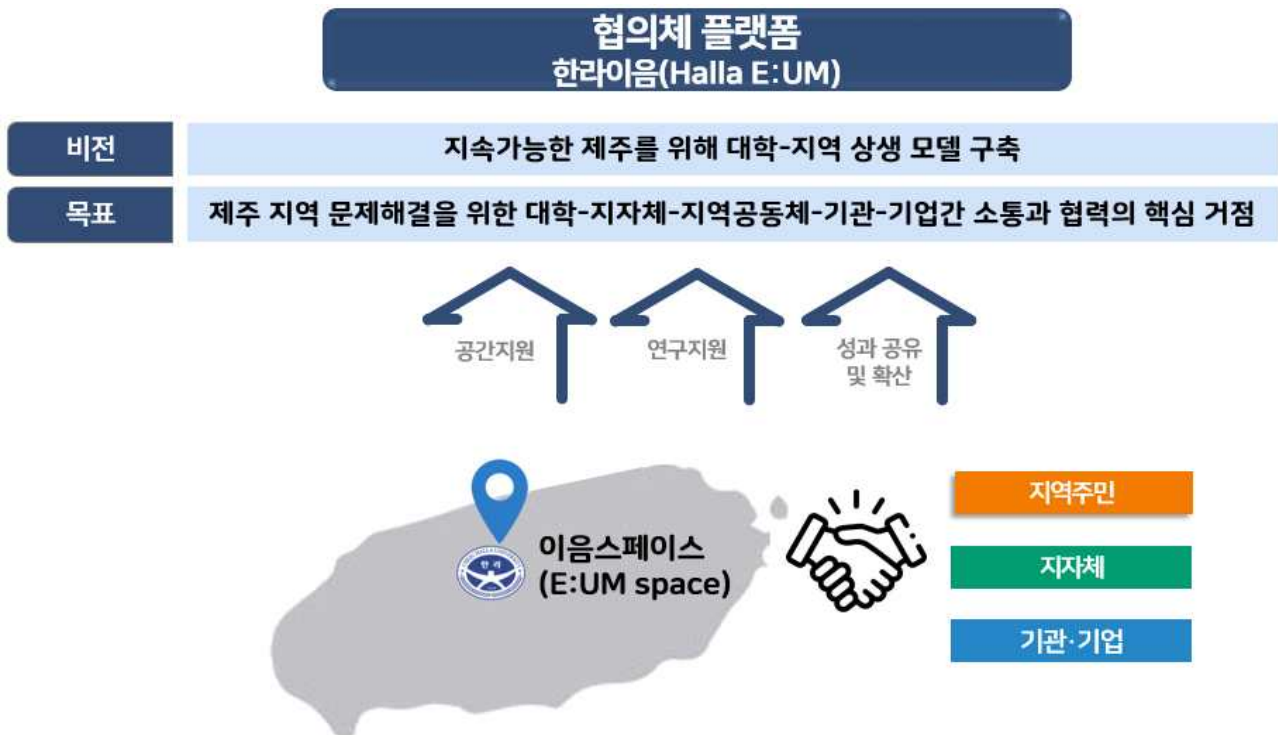 협의체 플랫폼
한라이음(Halla E:UM)
비전
지속가능한 제주를 위해 대학-지역 상생 모델 구축
목표
제주 지역 문제해결을 위한 대학-지자체-지역공동체-기관-기업간 소통과 협력의 핵심 거점
공간지원
연구지원
성과 공유
및 확산
한라
이음스페이스
(E:UM space)
지역주민
지자체
기관·기업